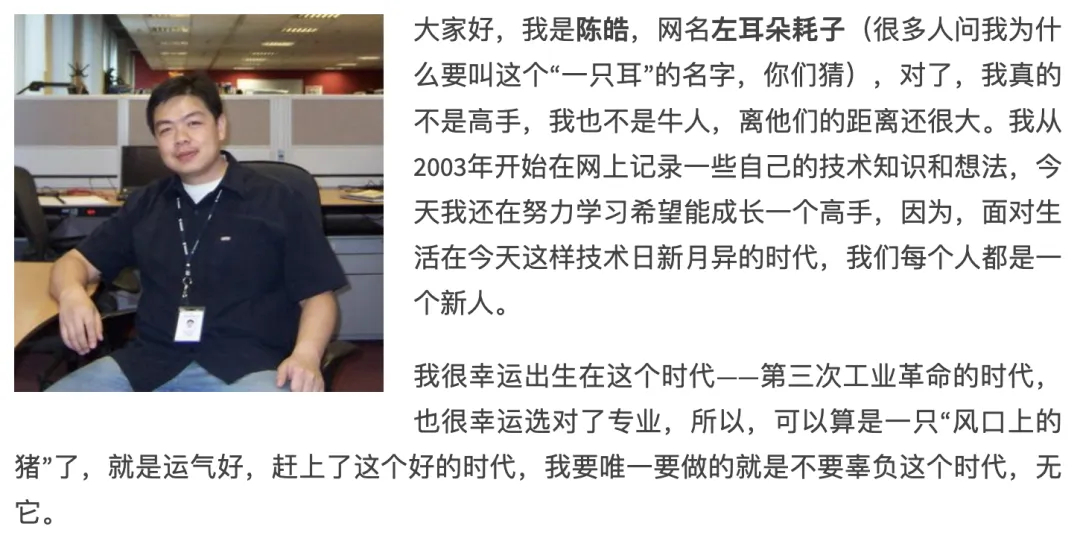 大家好，我是陈皓，网名左耳朵耗子（很多人问我为什
么要叫这个“一只耳”的名字，你们猜），对了，我真的
不是高手，我也不是牛人，离他们的距离还很大。我从
2003年开始在网上记录一些自己的技术知识和想法，今
天我还在努力学习希望能成长一个高手，因为，面对生
活在今天这样技术日新月异的时代，我们每个人都是一
个新人。
我很幸运出生在这个时代——第三次工业革命的时代，
也很幸运选对了专业，所以，可以算是一只“风口上的
猪”了，就是运气好，赶上了这个好的时代，我要唯一要做的就是不要辜负这个时代，无
它。